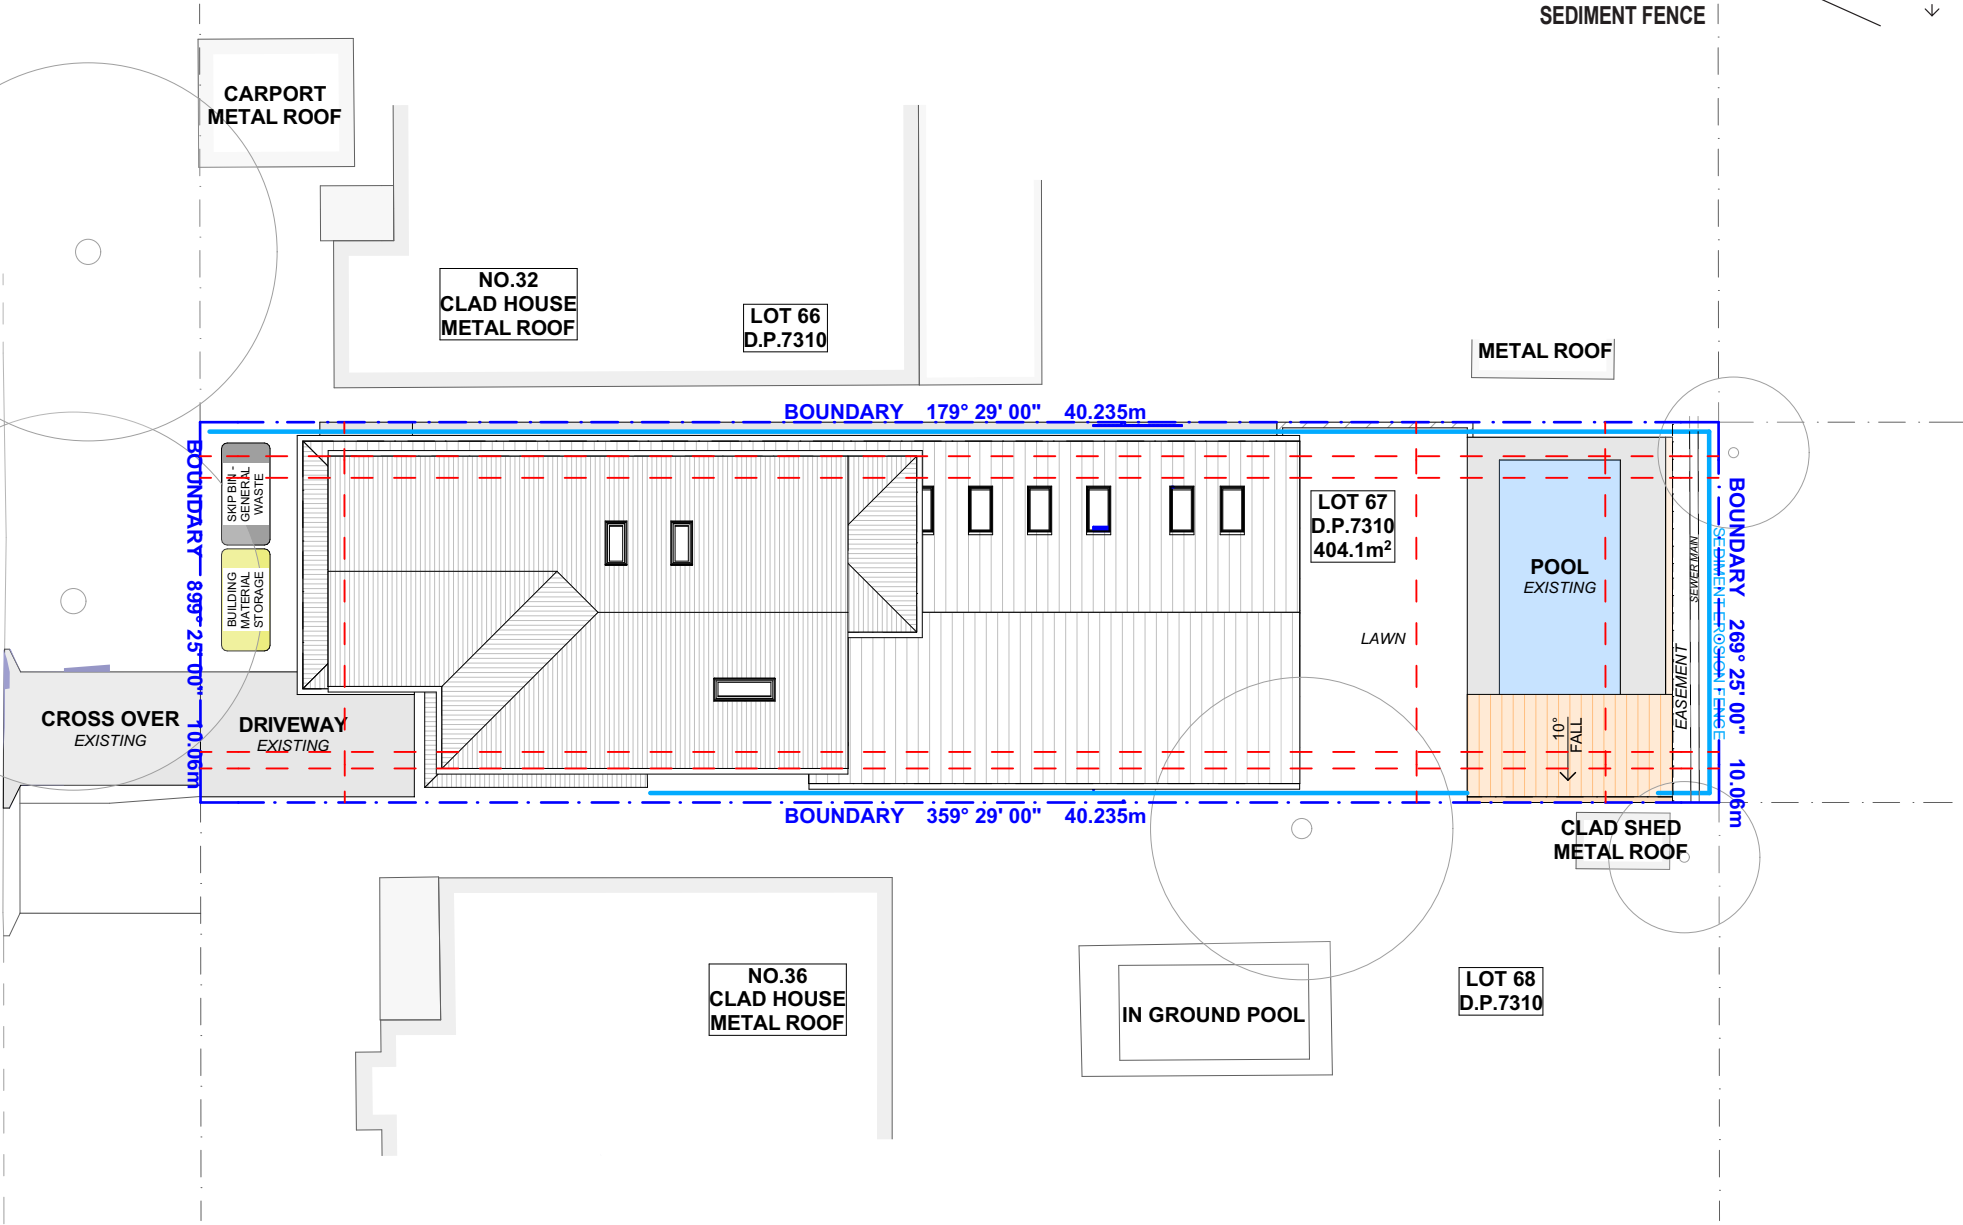 SEDIMENT FENCE
CARPORT
METAL ROOF
NO.32
CLAD HOUSE
METAL ROOF
LOT 66
D.P.7310
METAL ROOF
BOUNDARY 179° 29' 00" 40.235m
BOUNDARY 899° 25' 00" 10.06m
SKIP BIN -
GENERAL
WASTE
BUILDING
MATERIAL
STORAGE
LOT 67
D.P.7310
404.1m²
POOL
EXISTING
LAWN
SEWER MAIN
EASEMENT
SEDIMENT EROSION FENCE
BOUNDARY 269° 25' 00" 10.06m
CROSS OVER
EXISTING
DRIVEWAY
EXISTING
10°
FALL
BOUNDARY 359° 29' 00" 40.235m
CLAD SHED
METAL ROOF
NO.36
CLAD HOUSE
METAL ROOF
IN GROUND POOL
LOT 68
D.P.7310